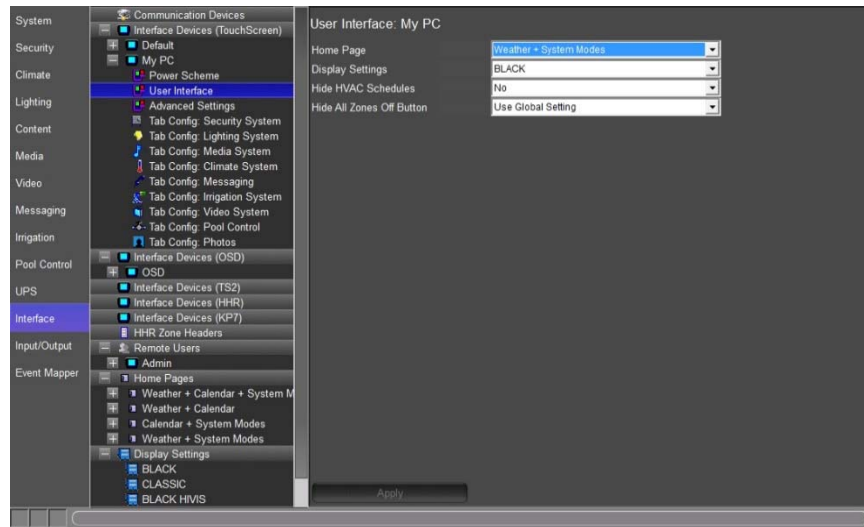 System
Security
Climate
Lighting
Content
Media
Video
Messaging
Irrigation
Pool Control
UPS
Interface
Input/Output
Event Mapper
Communication Devices
Interface Devices (TouchScreen)
Default
My PC
Power Scheme
User Interface
Advanced Settings
Tab Config: Security System
Tab Config: Lighting System
Tab Config: Media System
Tab Config: Climate System
Tab Config: Messaging
Tab Config: Irrigation System
Tab Config: Video System
Tab Config: Pool Control
Tab Config: Photos
Interface Devices (OSD)
OSD
Interface Devices (TS2)
Interface Devices (HHR)
Interface Devices (KP7)
HHR Zone Headers
Remote Users
Admin
Home Pages
Weather + Calendar + System M
Weather + Calendar
Calendar + System Modes
Weather + System Modes
Display Settings
BLACK
CLASSIC
BLACK HIVIS
User Interface: My PC
Home Page Weather + System Modes
Display Settings BLACK
Hide HVAC Schedules No
Hide All Zones Off Button Use Global Setting
Apply